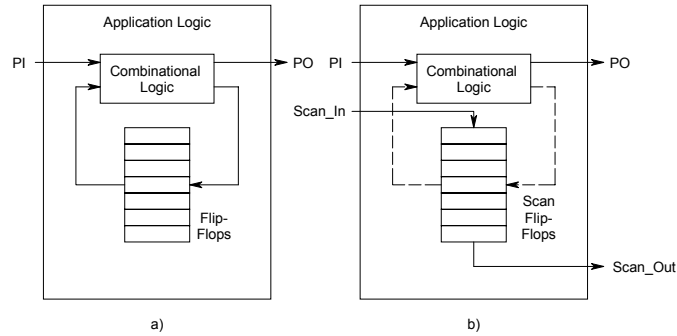 Application Logic
PI
Combinational
Logic
PO
Flip-
Flops
a)
Application Logic
PI
Combinational
Logic
PO
Scan_In
Scan
Flip-
Flops
Scan_Out
b)